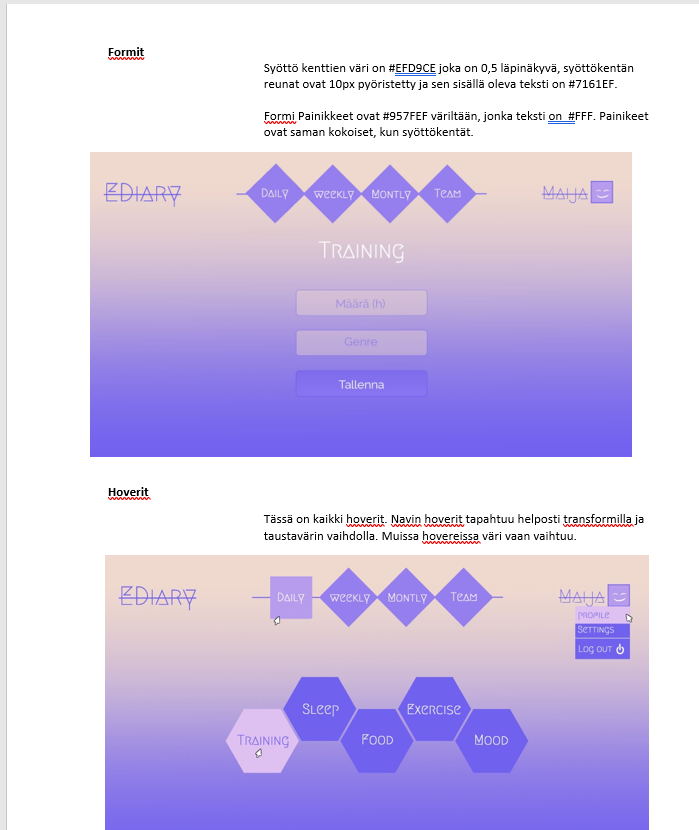 Formit
Syöttö kenttien väri on #EFD9CE joka on 0,5 läpinäkyvä, syöttökentän
reunat ovat 10px pyöristetty ja sen sisällä oleva teksti on #7161EF.
Formi Painikkeet ovat #957FEF väriltään, jonka teksti on  #FFF. Painikeet
ovat saman kokoiset, kun syöttökentät.
EDIARY
DAILY WEEKLY MONTLY TEAM
MAIJA
TRAINING
Määrä (h)
Genre
Tallenna
Hoverit
Tässä on kaikki hoverit. Navin hoverit tapahtuu helposti transformilla ja
taustavärin vaihdolla. Muissa hovereissa väri vaan vaihtuu.
EDIARY
DAILY WEEKLY MONTLY TEAM
MAIJA
PROFILE
SETTINGS
LOG OUT
SLEEP EXERCISE
TRAINING FOOD MOOD